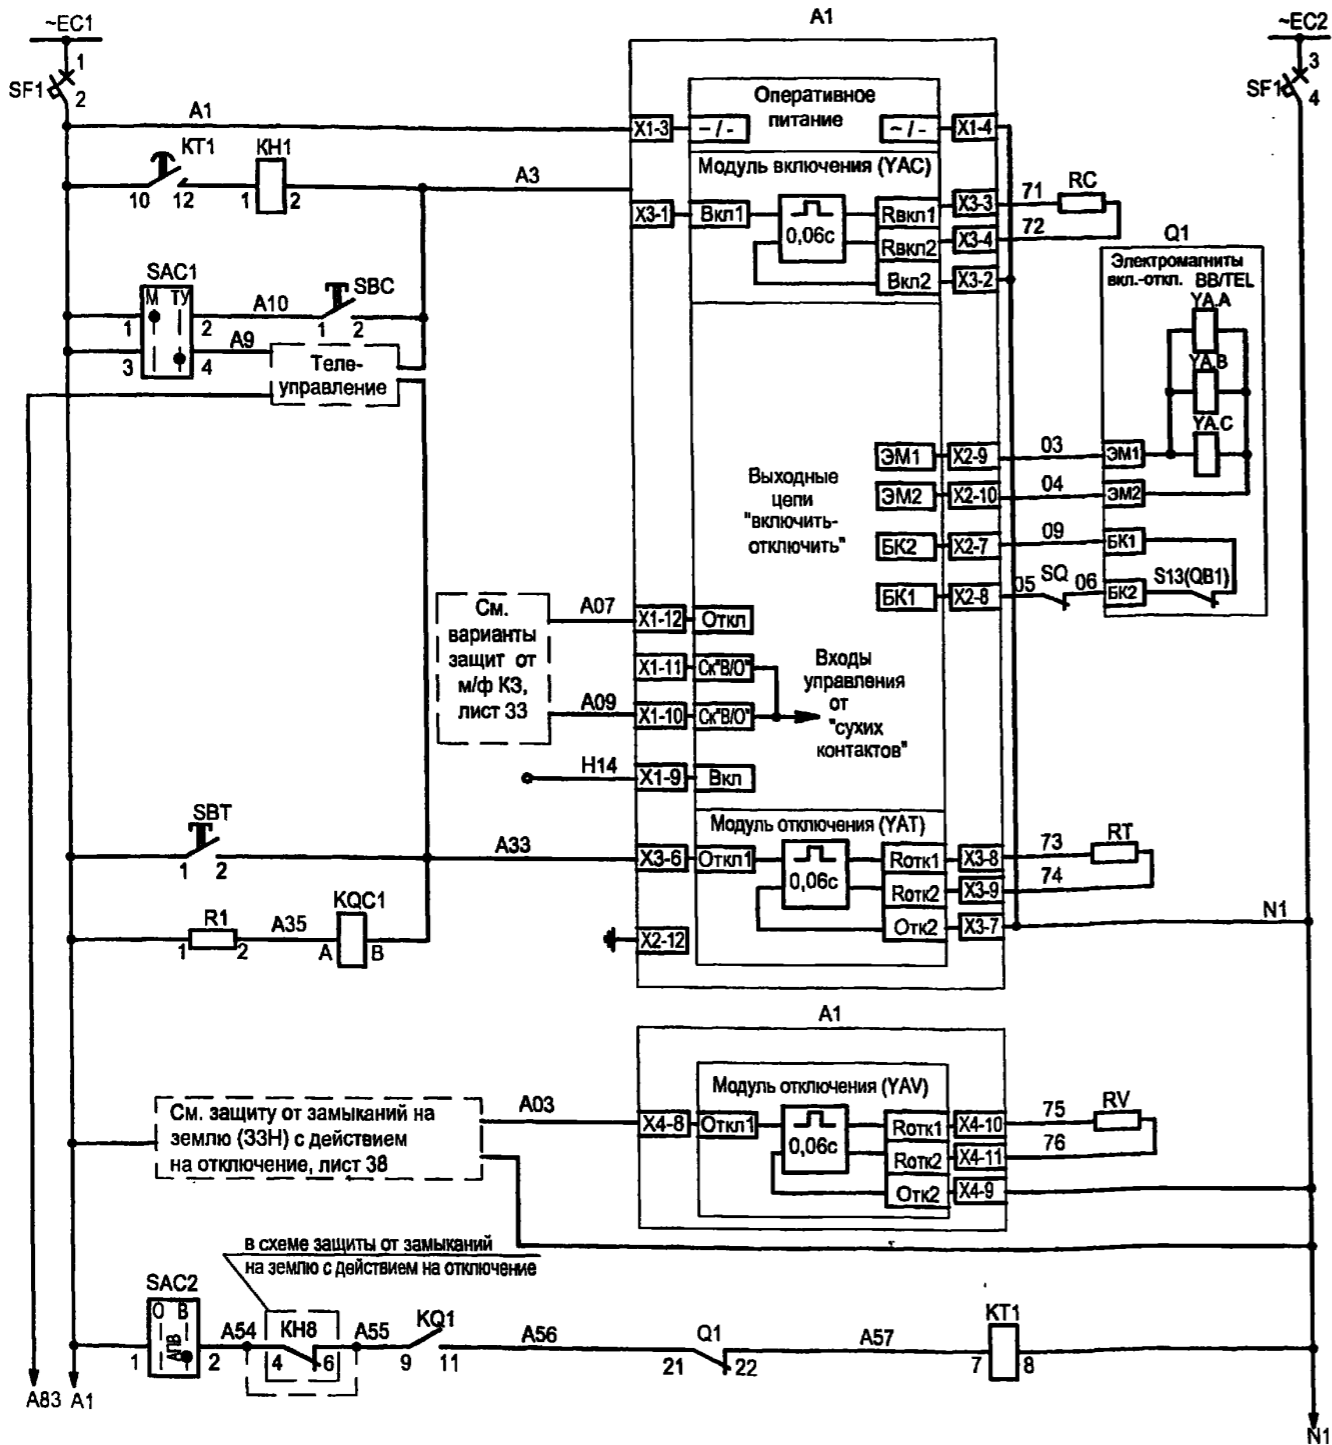 ~EC1
A1
~EC2
1
SF1
2
3
SF1
4
A1
X1-3
– / -
Оперативное
питание
~ / -
X1-4
KT1
KH1
10
12
1
2
A3
Модуль включения (YAC)
X3-1
Вкл1
0,06с
Rвкл1
X3-3
71
RC
Rвкл2
X3-4
72
Вкл2
X3-2
Q1
Электромагниты
вкл.-откл. BB/TEL
YA.A
YA.B
YA.C
SAC1
М ТУ
1
2
A10
SBC
1
2
3
4
A9
Теле-
управление
Выходные
цепи
"включить-
отключить"
ЭМ1
X2-9
03
ЭМ1
ЭМ2
X2-10
04
ЭМ2
БК2
X2-7
09
БК1
БК1
X2-8
05
SQ
06
БК2
S13(QB1)
См.
варианты
защит от
м/ф КЗ,
лист 33
A07
X1-12
Откл
X1-11
Ск"В/О"
A09
X1-10
Ск"В/О"
Входы
управления
от
"сухих
контактов"
H14
X1-9
Вкл
SBT
1
2
A33
Модуль отключения (YAT)
X3-6
Откл1
0,06с
Rотк1
X3-8
73
RT
Rотк2
X3-9
74
Отк2
X3-7
N1
R1
1
2
A35
KQC1
A
B
X2-12
A1
Модуль отключения (YAV)
См. защиту от замыканий на
землю (ЗЗН) с действием
на отключение, лист 38
A03
X4-8
Откл1
0,06с
Rотк1
X4-10
75
RV
Rотк2
X4-11
76
Отк2
X4-9
в схеме защиты от замыканий
на землю с действием на отключение
SAC2
О В
АПВ
1
2
A54
KH8
4
6
A55
KQ1
9
11
A56
Q1
21
22
A57
KT1
7
8
A83
A1
N1